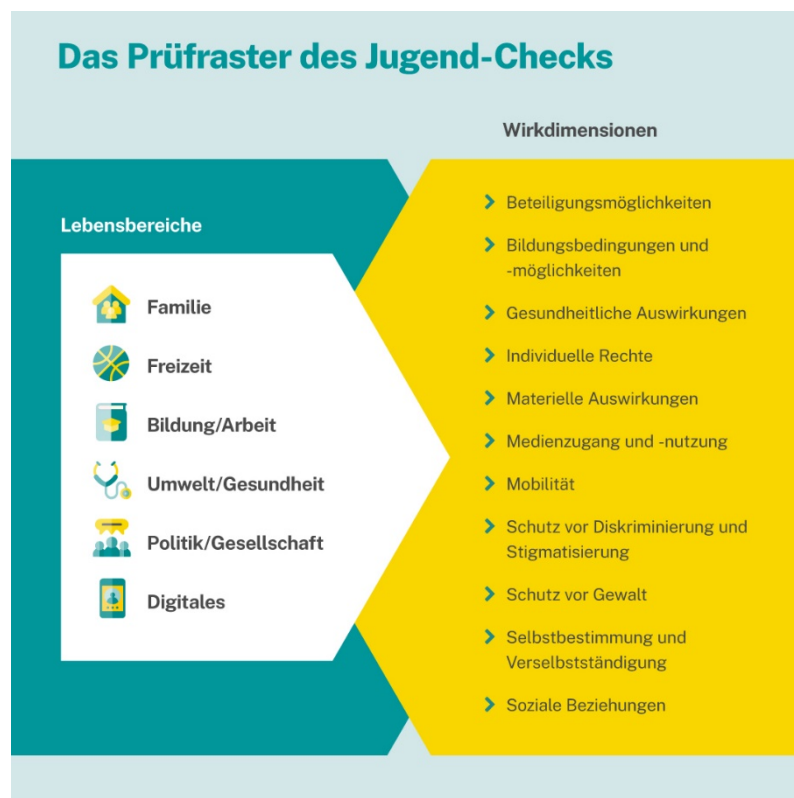 Das Prüfraster des Jugend-Checks
Lebensbereiche
Familie
Freizeit
Bildung/Arbeit
Umwelt/Gesundheit
Politik/Gesellschaft
Digitales
Wirkdimensionen
Beteiligungsmöglichkeiten
Bildungsbedingungen und
-möglichkeiten
Gesundheitliche Auswirkungen
Individuelle Rechte
Materielle Auswirkungen
Medienzugang und -nutzung
Mobilität
Schutz vor Diskriminierung und
Stigmatisierung
Schutz vor Gewalt
Selbstbestimmung und
Verselbstständigung
Soziale Beziehungen